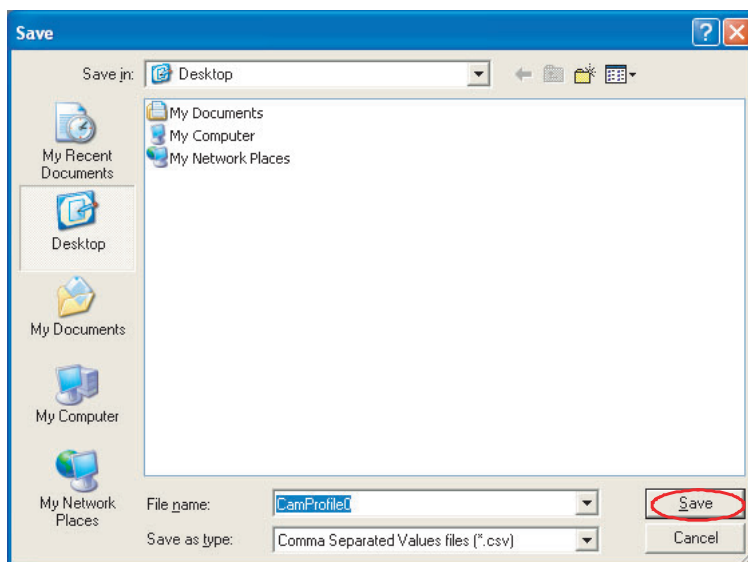 Save
Save in:
Desktop
My Recent
Documents
Desktop
My Documents
My Computer
My Network
Places
My Documents
My Computer
My Network Places
File name:
CamProfile0
Save
Save as type:
Comma Separated Values files (*.csv)
Cancel